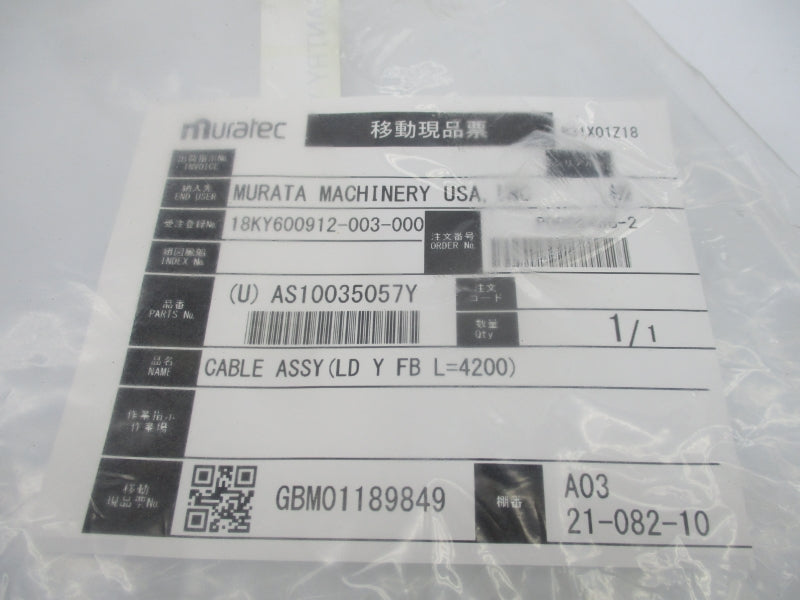 muratec 移動現品票 X01Z18
出荷指示No.
INVOICE
納入先
END USER MURATA MACHINERY USA, INC
受注登録No. 18KY600912-003-000 注文番号
ORDER No. -2
INDEX No.
品番
PARTS No. (U) AS10035057Y 注文
コード
数量
Qty 1/1
品名
NAME CABLE ASSY(LD Y FB L=4200)
作業指示
作業場
移動
現品票No. GBM01189849 棚番 A03
21-082-10